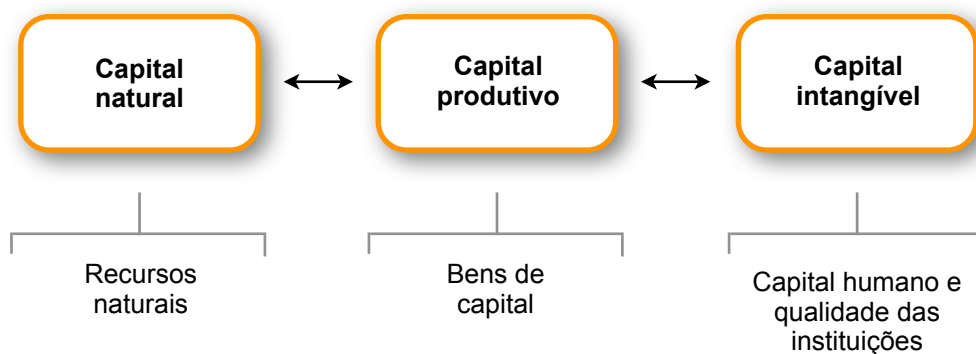 Capital
natural
Capital
produtivo
Capital
intangível
Recursos
naturais
Bens de
capital
Capital humano e
qualidade das
instituições